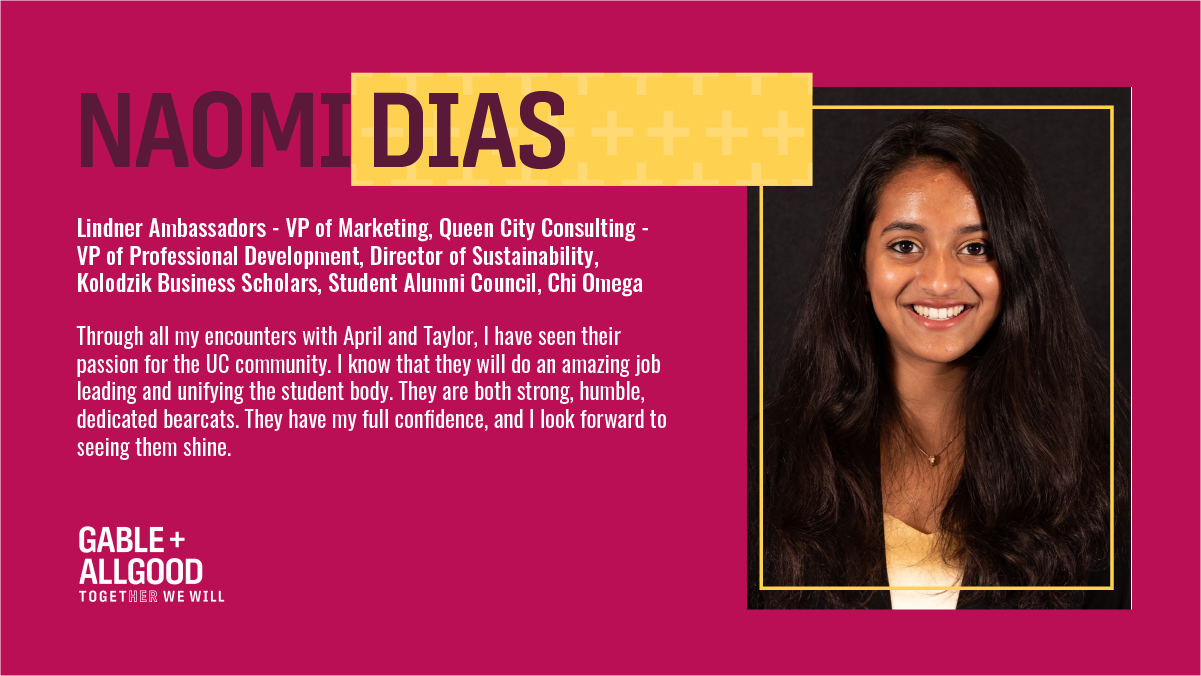 NAOMI DIAS
Lindner Ambassadors - VP of Marketing, Queen City Consulting -
VP of Professional Development, Director of Sustainability,
Kolodzik Business Scholars, Student Alumni Council, Chi Omega
Through all my encounters with April and Taylor, I have seen their
passion for the UC community. I know that they will do an amazing job
leading and unifying the student body. They are both strong, humble,
dedicated bearcats. They have my full confidence, and I look forward to
seeing them shine.
GABLE +
ALLGOOD
TOGETHER WE WILL